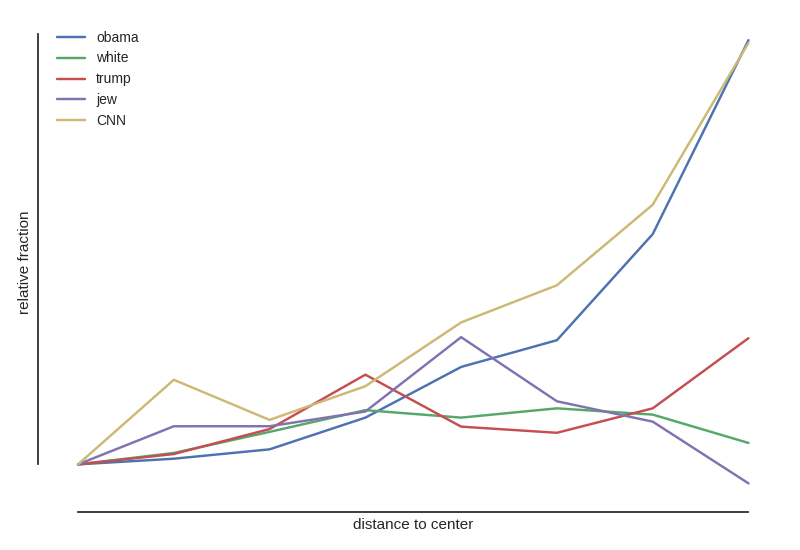 obama
white
trump
jew
CNN
relative fraction
distance to center